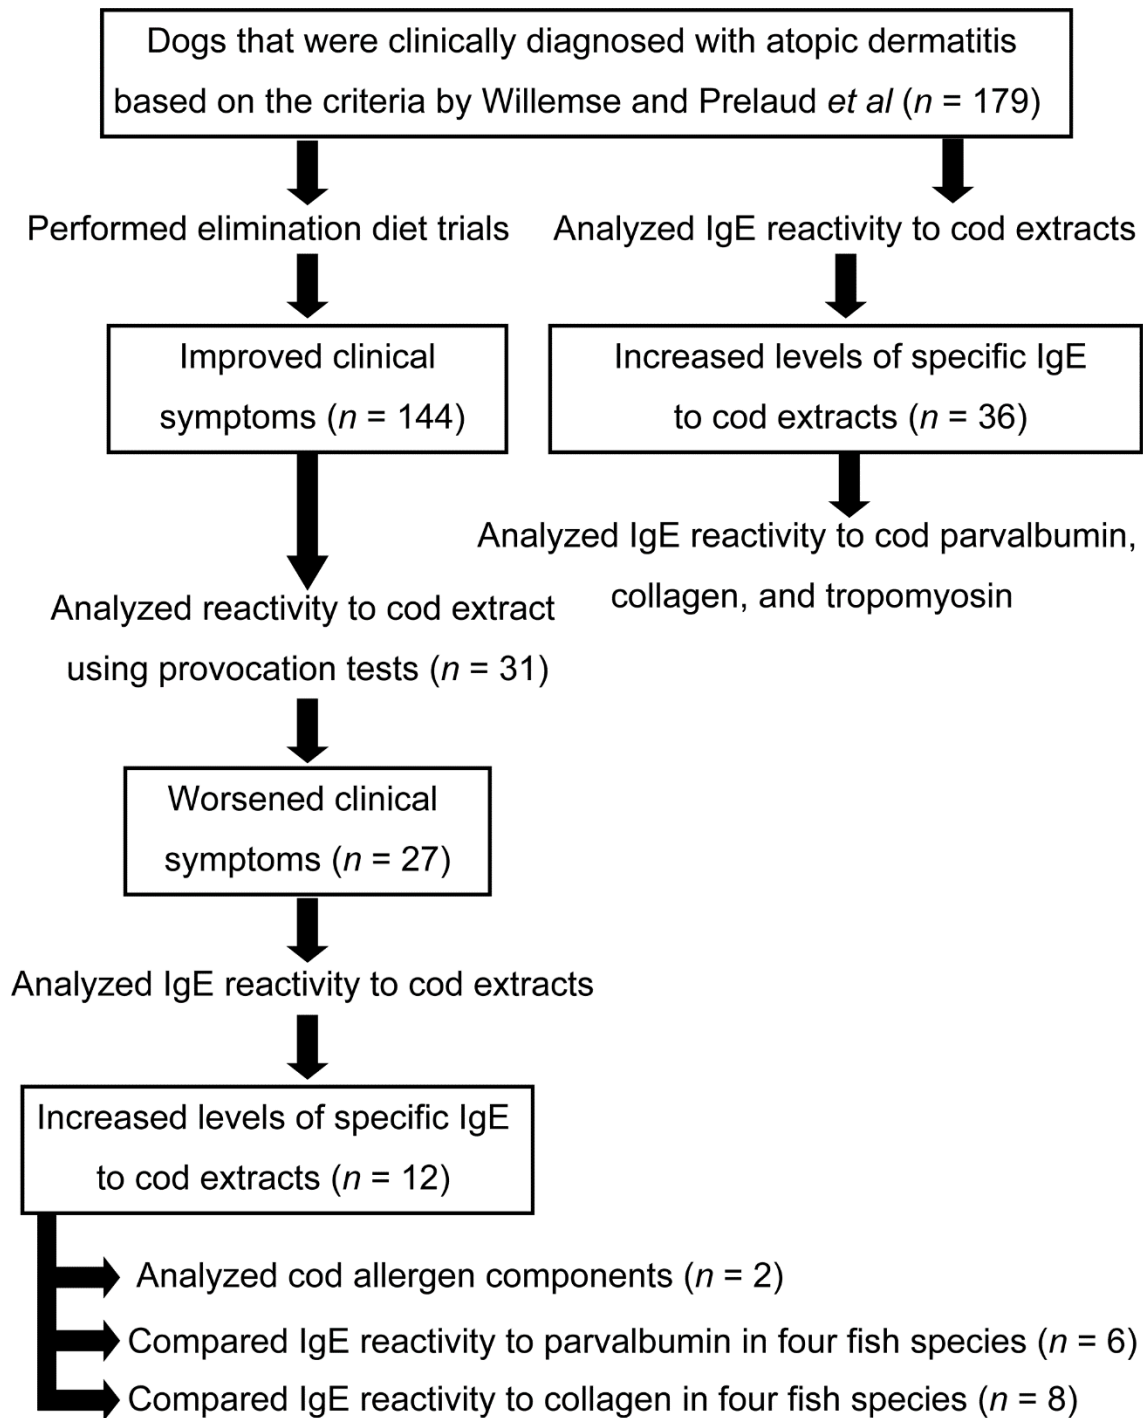 Dogs that were clinically diagnosed with atopic dermatitis
based on the criteria by Willemse and Prelaud et al (n = 179)
Performed elimination diet trials
Improved clinical
symptoms (n = 144)
Analyzed reactivity to cod extract
using provocation tests (n = 31)
Worsened clinical
symptoms (n = 27)
Analyzed IgE reactivity to cod extracts
Increased levels of specific IgE
to cod extracts (n = 12)
Analyzed cod allergen components (n = 2)
Compared IgE reactivity to parvalbumin in four fish species (n = 6)
Compared IgE reactivity to collagen in four fish species (n = 8)
Analyzed IgE reactivity to cod extracts
Increased levels of specific IgE
to cod extracts (n = 36)
Analyzed IgE reactivity to cod parvalbumin,
collagen, and tropomyosin